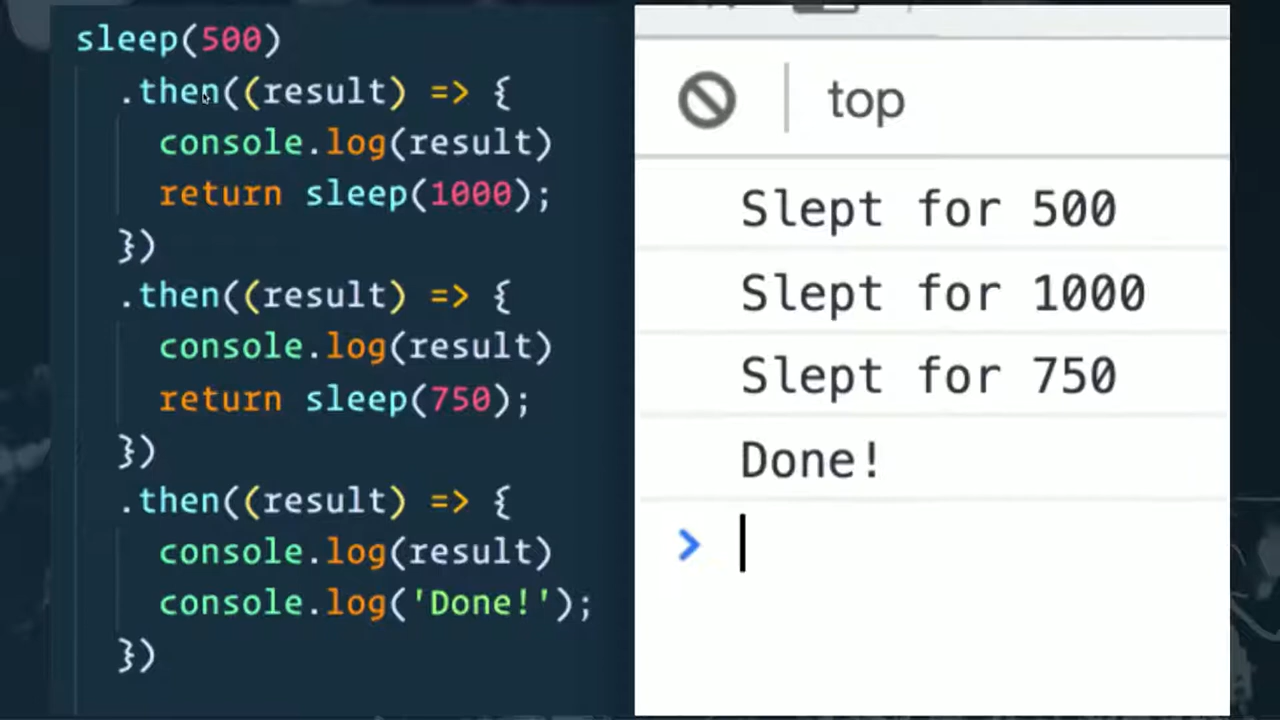 sleep(500)
.then((result) => {
console.log(result)
return sleep(1000);
})
.then((result) => {
console.log(result)
return sleep(750);
})
.then((result) => {
console.log(result)
console.log('Done!');
})
top
Slept for 500
Slept for 1000
Slept for 750
Done!